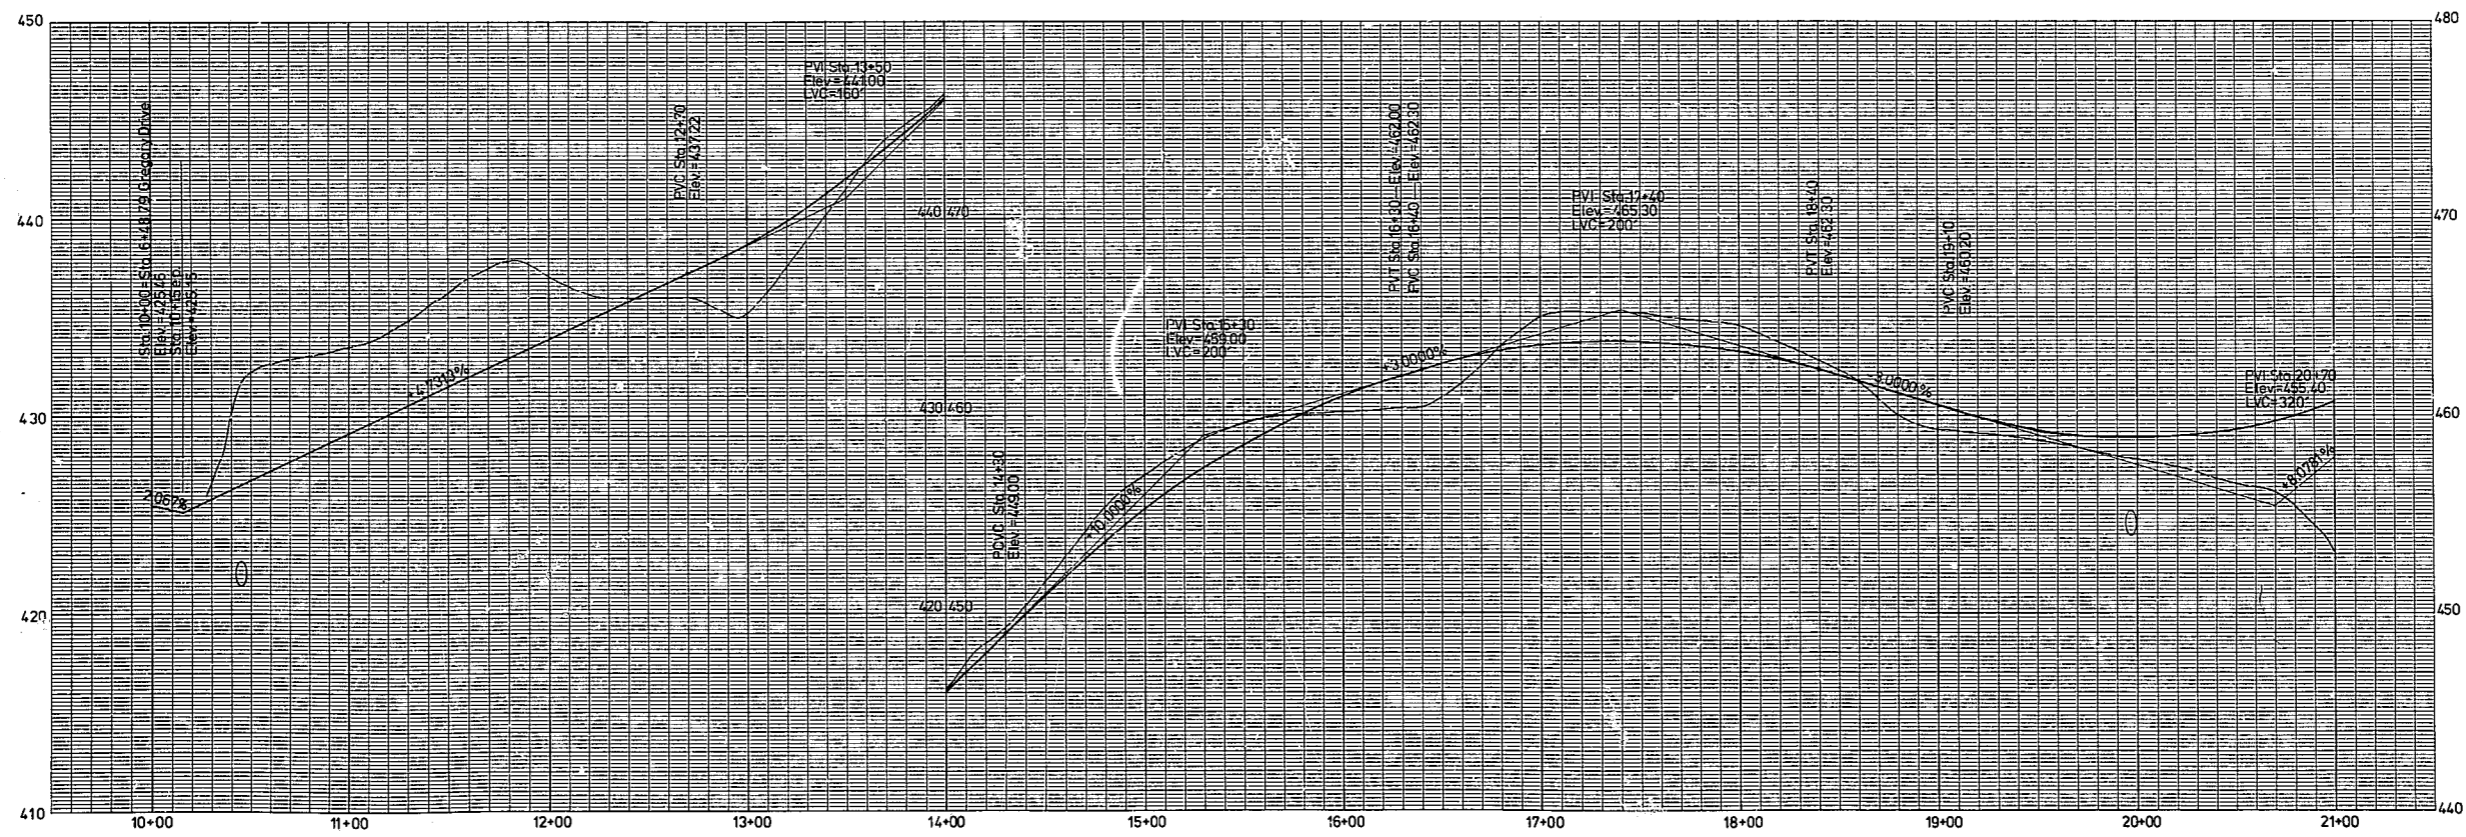 450
440
430
420
410
Sta. 10+00 = Sta. 6+48.79 Gregory Drive
Elev.=425.46
Sta. 10+15 e.p.
Elev.=425.15
2.067%
+4.7313%
PVC Sta. 12+70
Elev.=437.22
PVI Sta. 13+50
Elev.=441.00
LVC=160'
440 470
430 460
420 450
PCVC Sta. 14+30
Elev.=449.00
+10.0000%
PVI Sta. 15+30
Elev.=459.00
LVC=200'
PVT Sta. 16+30 Elev.=462.00
PVC Sta. 16+40 Elev.=462.30
+3.0000%
PVI Sta. 17+40
Elev.=465.30
LVC=200'
PVT Sta. 18+40
Elev.=462.30
-3.0000%
PVC Sta. 19+10
Elev.=460.20
PVI Sta. 20+70
Elev.=455.40
LVC=320'
+8.0781%
480
470
460
450
440
10+00 11+00 12+00 13+00 14+00 15+00 16+00 17+00 18+00 19+00 20+00 21+00